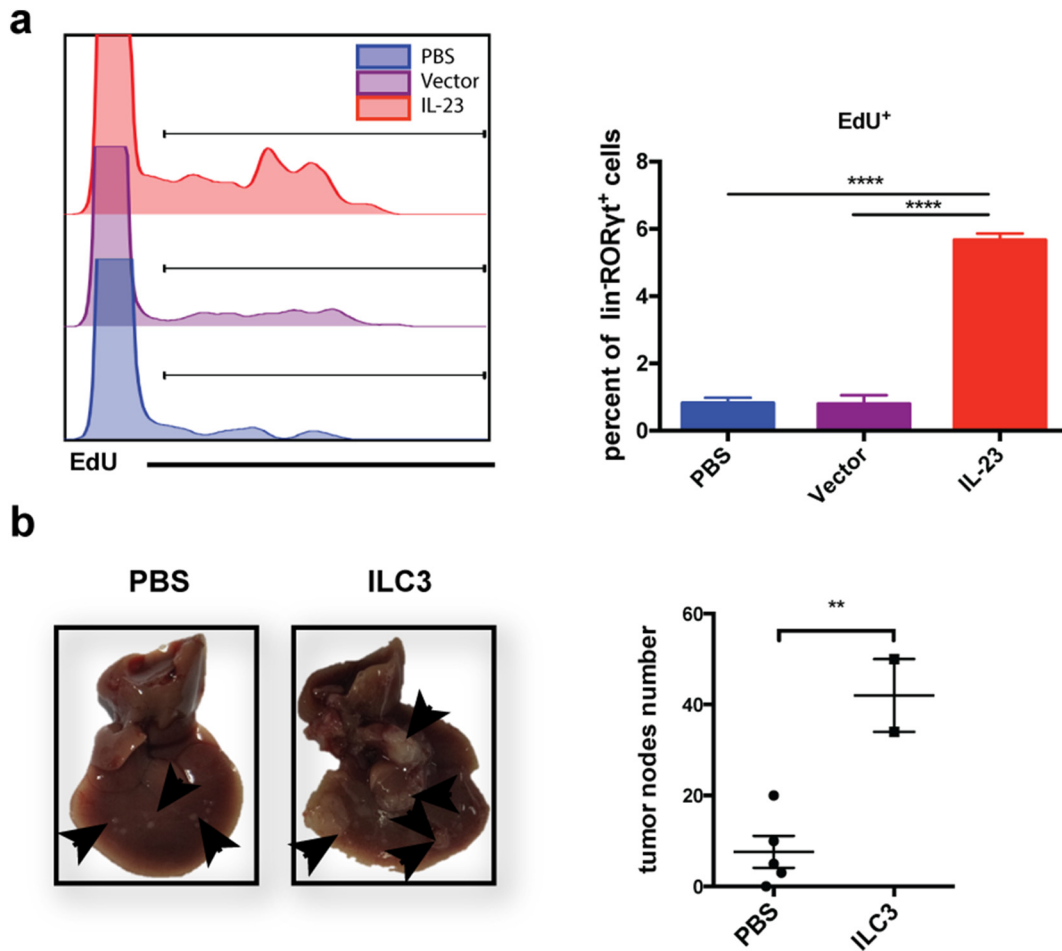 a
PBS
Vector
IL-23
EdU
EdU⁺
percent of lin⁻RORγt⁺ cells
8
6
4
2
0
****
****
PBS
Vector
IL-23
b
PBS
ILC3
tumor nodes number
60
40
20
0
**
PBS
ILC3